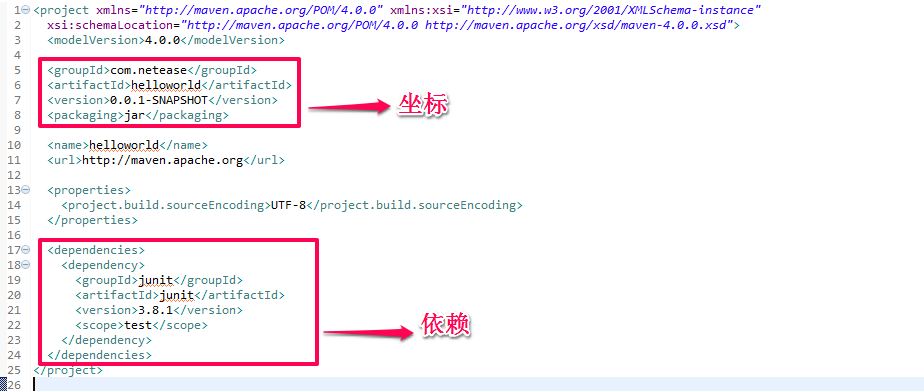 1 <project xmlns="http://maven.apache.org/POM/4.0.0" xmlns:xsi="http://www.w3.org/2001/XMLSchema-instance"
2 xsi:schemaLocation="http://maven.apache.org/POM/4.0.0 http://maven.apache.org/xsd/maven-4.0.0.xsd">
3 <modelVersion>4.0.0</modelVersion>
4
5 <groupId>com.netease</groupId>
6 <artifactId>helloworld</artifactId>
7 <version>0.0.1-SNAPSHOT</version>
8 <packaging>jar</packaging>
坐标
9
10 <name>helloworld</name>
11 <url>http://maven.apache.org</url>
12
13 <properties>
14 <project.build.sourceEncoding>UTF-8</project.build.sourceEncoding>
15 </properties>
16
17 <dependencies>
18 <dependency>
19 <groupId>junit</groupId>
20 <artifactId>junit</artifactId>
21 <version>3.8.1</version>
22 <scope>test</scope>
依赖
23 </dependency>
24 </dependencies>
25 </project>
26